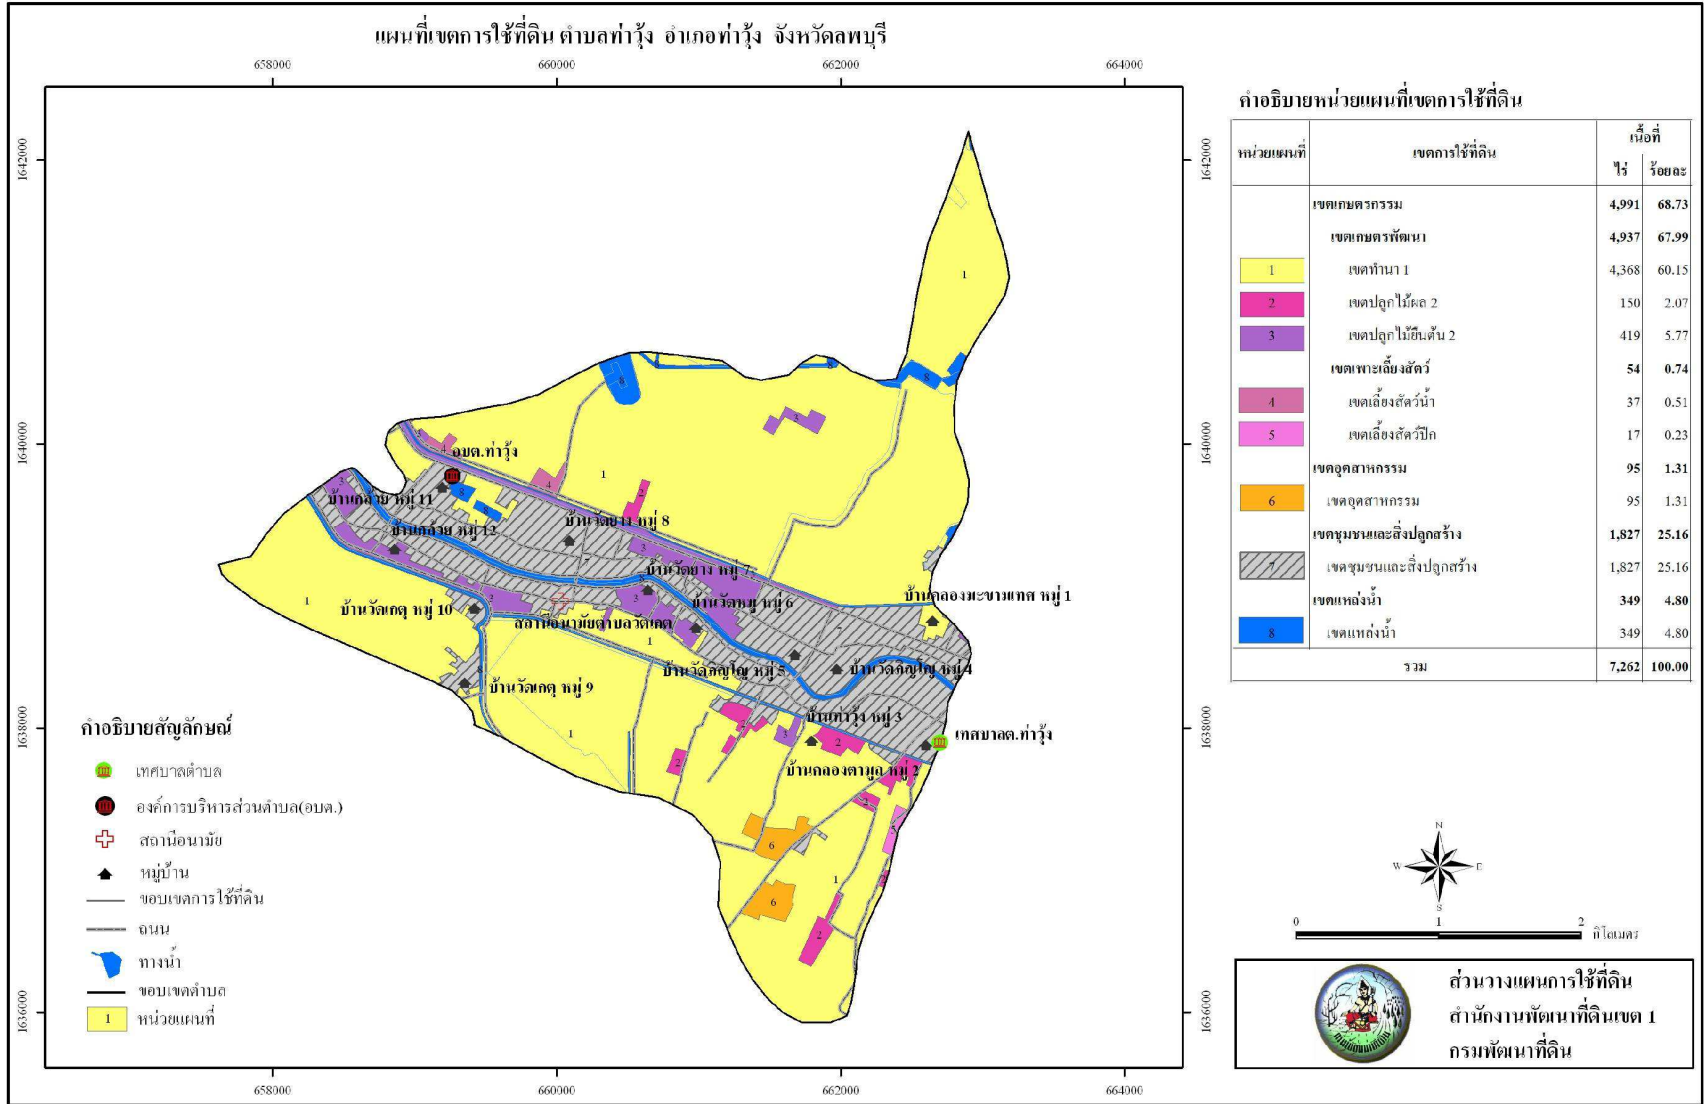 แผนที่เขตการใช้ที่ดิน ตำบลท่าวุ้ง อำเภอท่าวุ้ง จังหวัดลพบุรี
658000 660000 662000 664000
1642000 1642000
1640000 1640000
1638000 1638000
1636000 1636000
658000 660000 662000 664000
อบต.ท่าวุ้ง
บ้านกล้วย หมู่ 11
บ้านกล้วย หมู่ 12
บ้านวัดยาง หมู่ 8
บ้านวัดยาง หมู่ 7
บ้านวัดหมู หมู่ 6
บ้านคลองมะขามเทศ หมู่ 1
บ้านวัดเกตุ หมู่ 10
สถานีอนามัยตำบลวัดเกต
บ้านวัดภิญโญ หมู่ 5
บ้านวัดภิญโญ หมู่ 4
บ้านวัดเกตุ หมู่ 9
บ้านท่าวุ้ง หมู่ 3
เทศบาลต.ท่าวุ้ง
บ้านคลองตามูล หมู่ 2
คำอธิบายสัญลักษณ์
เทศบาลตำบล
องค์การบริหารส่วนตำบล(อบต.)
สถานีอนามัย
หมู่บ้าน
ขอบเขตการใช้ที่ดิน
ถนน
ทางน้ำ
ขอบเขตตำบล
1 หน่วยแผนที่
คำอธิบายหน่วยแผนที่เขตการใช้ที่ดิน
หน่วยแผนที่ เขตการใช้ที่ดิน เนื้อที่
ไร่ ร้อยละ
เขตเกษตรกรรม 4,991 68.73
เขตเกษตรพัฒนา 4,937 67.99
1 เขตทำนา 1 4,368 60.15
2 เขตปลูกไม้ผล 2 150 2.07
3 เขตปลูกไม้ยืนต้น 2 419 5.77
เขตเพาะเลี้ยงสัตว์ 54 0.74
4 เขตเลี้ยงสัตว์น้ำ 37 0.51
5 เขตเลี้ยงสัตว์ปีก 17 0.23
เขตอุตสาหกรรม 95 1.31
6 เขตอุตสาหกรรม 95 1.31
เขตชุมชนและสิ่งปลูกสร้าง 1,827 25.16
7 เขตชุมชนและสิ่งปลูกสร้าง 1,827 25.16
เขตแหล่งน้ำ 349 4.80
8 เขตแหล่งน้ำ 349 4.80
รวม 7,262 100.00
N
W E
S
0 1 2
กิโลเมตร
ส่วนวางแผนการใช้ที่ดิน
สำนักงานพัฒนาที่ดินเขต 1
กรมพัฒนาที่ดิน